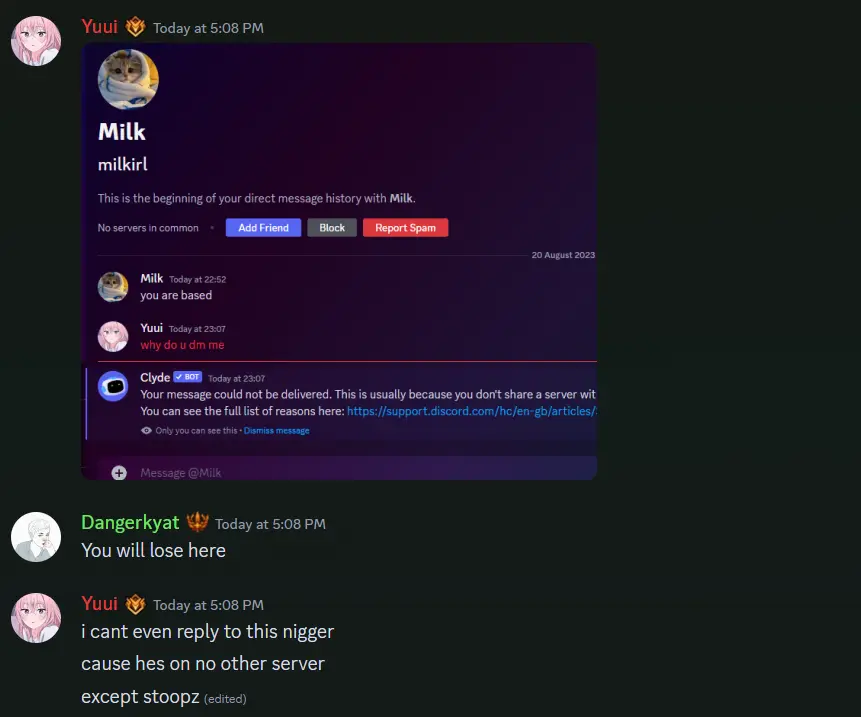 Yuui Today at 5:08 PM
Milk
milkirl
This is the beginning of your direct message history with Milk.
No servers in common • Add Friend Block Report Spam
20 August 2023
Milk Today at 22:52
you are based
Yuui Today at 23:07
why do u dm me
Clyde ✓ BOT Today at 23:07
Your message could not be delivered. This is usually because you don't share a server wit
You can see the full list of reasons here: https://support.discord.com/hc/en-gb/articles/
Only you can see this • Dismiss message
Message @Milk
Dangerkyat Today at 5:08 PM
You will lose here
Yuui Today at 5:08 PM
i cant even reply to this nigger
cause hes on no other server
except stoopz (edited)